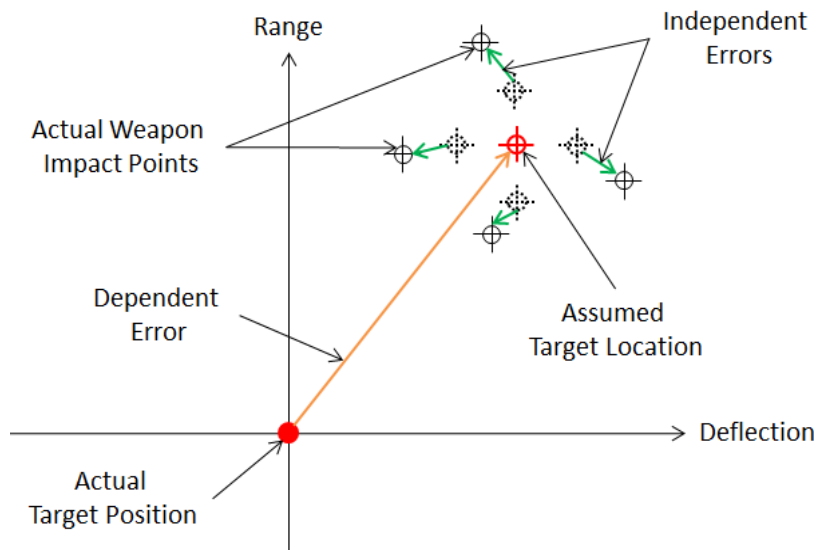 Range
Independent
Errors
Actual Weapon
Impact Points
Dependent
Error
Assumed
Target Location
Deflection
Actual
Target Position